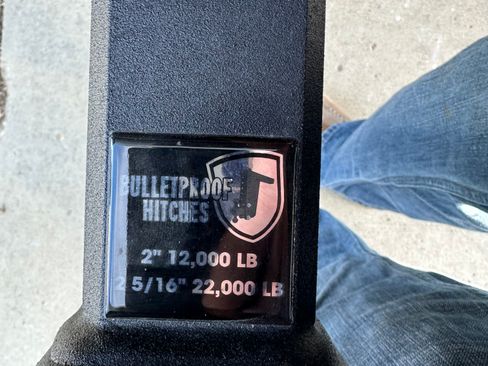 BULLETPROOF
HITCHES
2" 12,000 LB
2 5/16" 22,000 LB